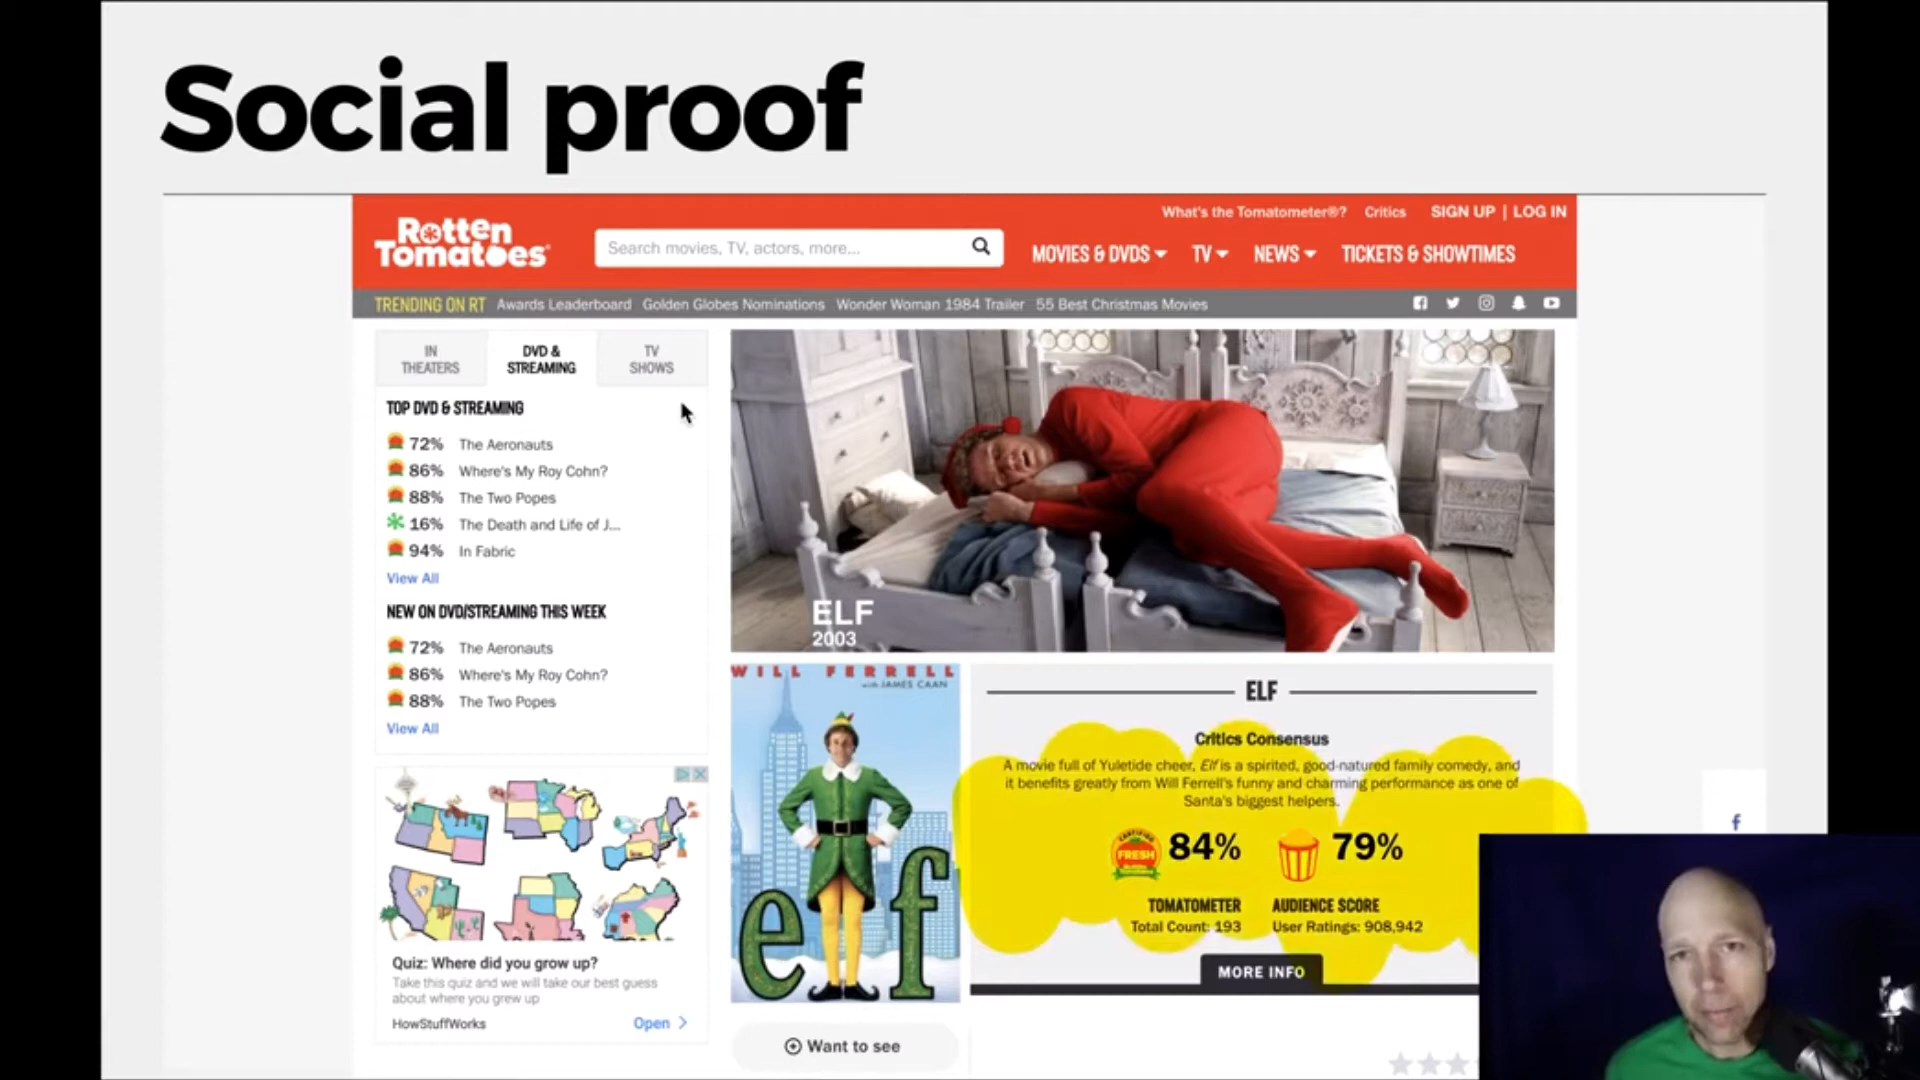 Social proof
What's the Tomatometer®? Critics SIGN UP | LOG IN
Rotten
Tomatoes
Search movies, TV, actors, more...
MOVIES & DVDS TV NEWS TICKETS & SHOWTIMES
TRENDING ON RT Awards Leaderboard Golden Globes Nominations Wonder Woman 1984 Trailer 55 Best Christmas Movies
IN THEATERS
DVD & STREAMING
TV SHOWS
TOP DVD & STREAMING
72% The Aeronauts
86% Where's My Roy Cohn?
88% The Two Popes
16% The Death and Life of J...
94% In Fabric
View All
NEW ON DVD/STREAMING THIS WEEK
72% The Aeronauts
86% Where's My Roy Cohn?
88% The Two Popes
View All
Quiz: Where did you grow up?
Take this quiz and we will take our best guess
about where you grew up
HowStuffWorks Open
ELF
2003
WILL FERRELL
with JAMES CAAN
elf
Want to see
ELF
Critics Consensus
A movie full of Yuletide cheer, Elf is a spirited, good-natured family comedy, and
it benefits greatly from Will Ferrell's funny and charming performance as one of
Santa's biggest helpers.
CERTIFIED
FRESH
84% 79%
TOMATOMETER AUDIENCE SCORE
Total Count: 193 User Ratings: 908,942
MORE INFO
f